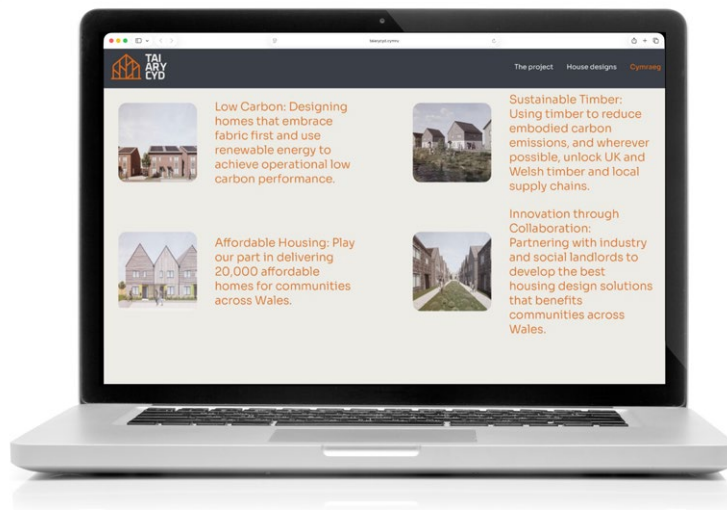 taiarycyd.cymru
TAI
ARY
CYD
The project
House designs
Cymraeg
Low Carbon: Designing
homes that embrace
fabric first and use
renewable energy to
achieve operational low
carbon performance.
Sustainable Timber:
Using timber to reduce
embodied carbon
emissions, and wherever
possible, unlock UK and
Welsh timber and local
supply chains.
Affordable Housing: Play
our part in delivering
20,000 affordable
homes for communities
across Wales.
Innovation through
Collaboration:
Partnering with industry
and social landlords to
develop the best
housing design solutions
that benefits
communities across
Wales.